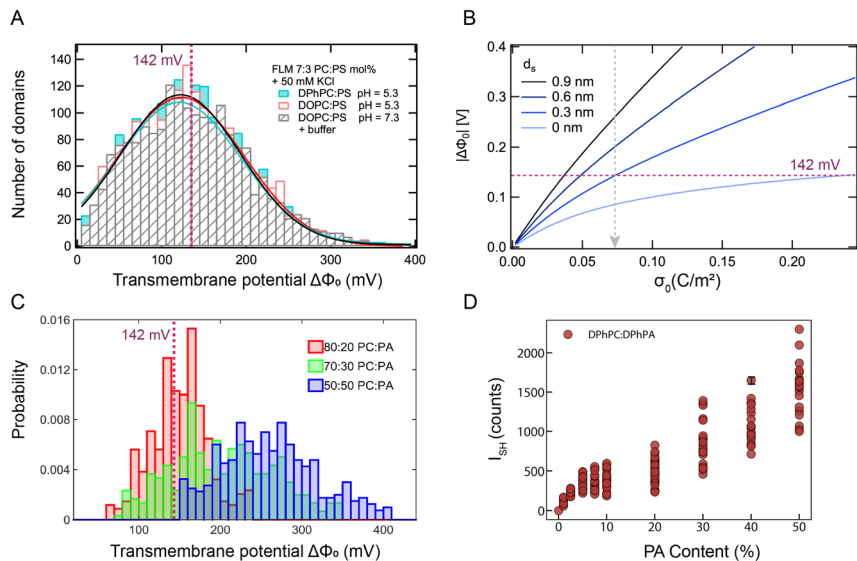 A
142 mV
FLM 7:3 PC:PS mol%
+ 50 mM KCl
DPhPC:PS pH = 5.3
DOPC:PS pH = 5.3
DOPC:PS pH = 7.3
+ buffer
Number of domains
140
120
100
80
60
40
20
0
0 100 200 300 400
Transmembrane potential ΔΦ₀ (mV)
B
dₛ
0.9 nm
0.6 nm
0.3 nm
0 nm
142 mV
|ΔΦ₀| [V]
0.4
0.3
0.2
0.1
0.0
0.00 0.05 0.10 0.15 0.20
σ₀(C/m²)
C
142 mV
80:20 PC:PA
70:30 PC:PA
50:50 PC:PA
Probability
0.016
0.012
0.008
0.004
0
100 200 300 400
Transmembrane potential ΔΦ₀ (mV)
D
DPhPC:DPhPA
I_SH (counts)
2000
1500
1000
500
0
0 10 20 30 40 50
PA Content (%)